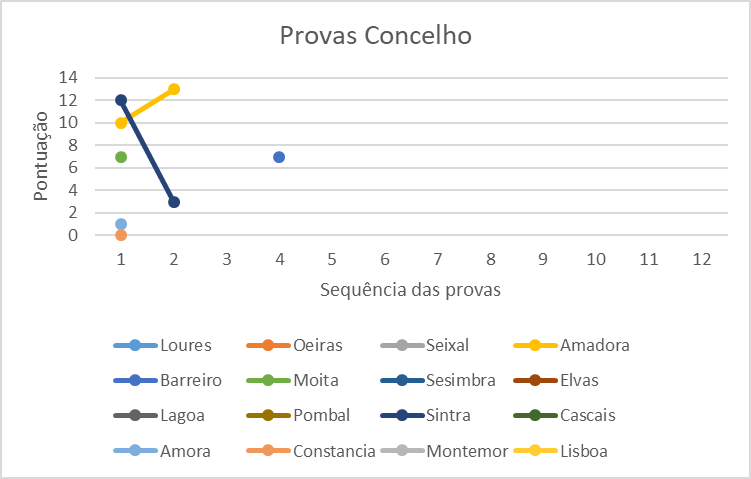 Provas Concelho
14
12
10
8
6
4
2
0
Pontuação
1 2 3 4 5 6 7 8 9 10 11 12
Sequência das provas
Loures Oeiras Seixal Amadora
Barreiro Moita Sesimbra Elvas
Lagoa Pombal Sintra Cascais
Amora Constancia Montemor Lisboa